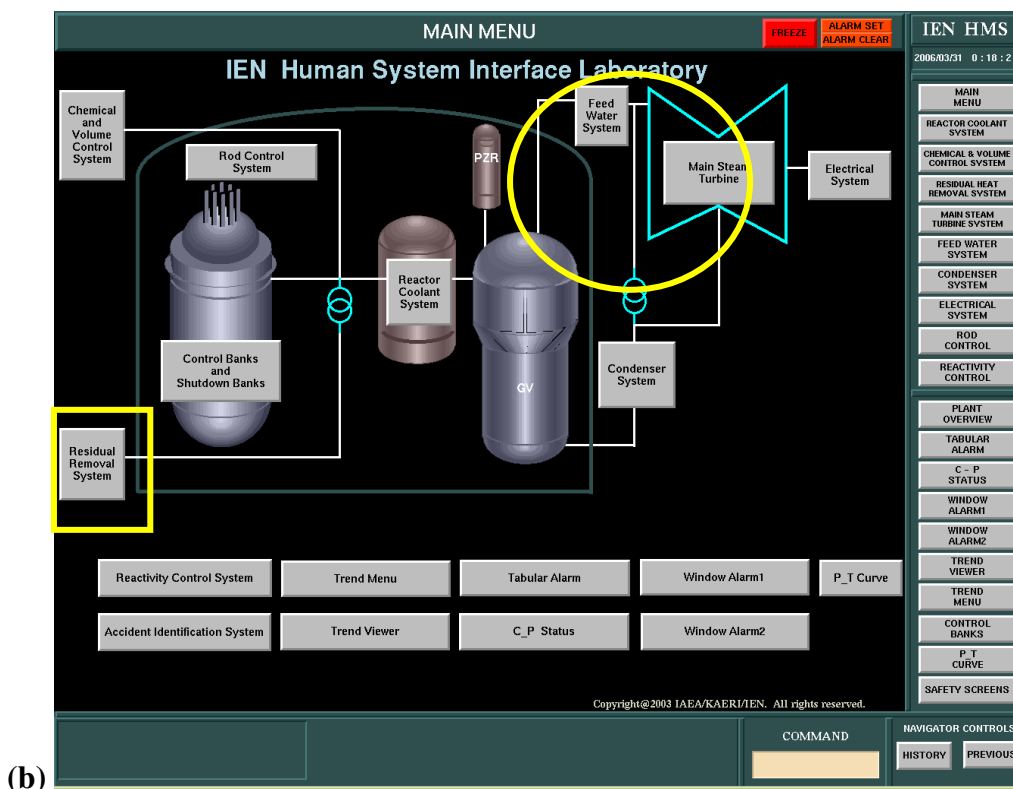 MAIN MENU
FREEZE
ALARM SET
ALARM CLEAR
IEN HMS
2006/03/31 0 : 18 : 2
IEN Human System Interface Laboratory
Chemical
and
Volume
Control
System
Rod Control
System
PZR
Feed
Water
System
Main Steam
Turbine
Electrical
System
Reactor
Coolant
System
Control Banks
and
Shutdown Banks
GV
Condenser
System
Residual
Removal
System
Reactivity Control System
Trend Menu
Tabular Alarm
Window Alarm1
P_T Curve
Accident Identification System
Trend Viewer
C_P Status
Window Alarm2
Copyright@2003 IAEA/KAERI/IEN. All rights reserved.
MAIN
MENU
REACTOR COOLANT
SYSTEM
CHEMICAL & VOLUME
CONTROL SYSTEM
RESIDUAL HEAT
REMOVAL SYSTEM
MAIN STEAM
TURBINE SYSTEM
FEED WATER
SYSTEM
CONDENSER
SYSTEM
ELECTRICAL
SYSTEM
ROD
CONTROL
REACTIVITY
CONTROL
PLANT
OVERVIEW
TABULAR
ALARM
C - P
STATUS
WINDOW
ALARM1
WINDOW
ALARM2
TREND
VIEWER
TREND
MENU
CONTROL
BANKS
P_T
CURVE
SAFETY SCREENS
COMMAND
NAVIGATOR CONTROLS
HISTORY
PREVIOUS
(b)